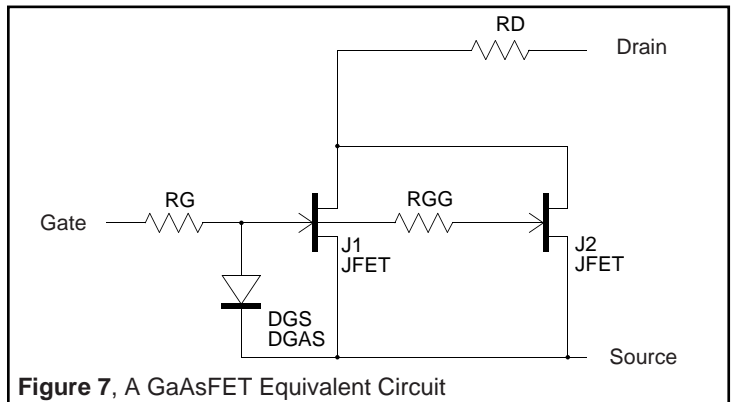 RD
Drain
RG
RGG
Gate
J1
JFET
J2
JFET
DGS
DGAS
Source
Figure 7, A GaAsFET Equivalent Circuit